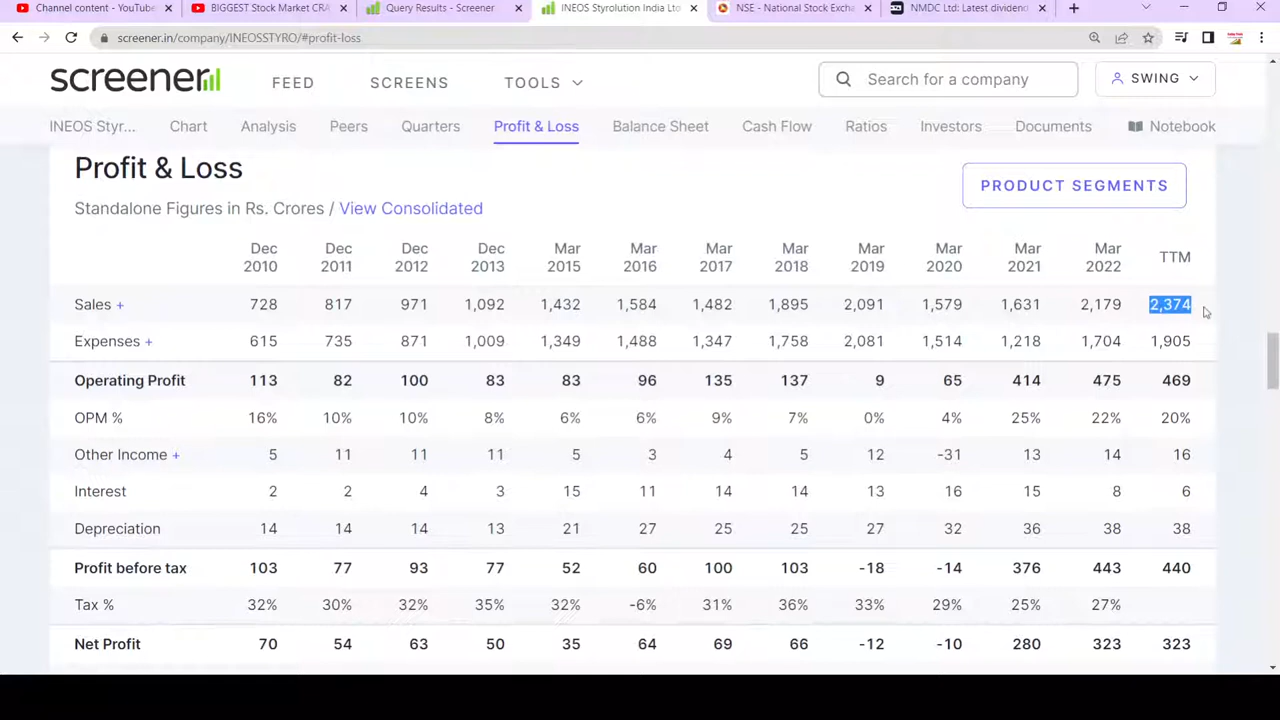 Channel content - YouTube
BIGGEST Stock Market CRA
Query Results - Screener
INEOS Styrolution India Ltd
NSE - National Stock Excha
NMDC Ltd: Latest dividend
screener.in/company/INEOSSTYRO/#profit-loss
screener
FEED
SCREENS
TOOLS
Search for a company
SWING
INEOS Styr...
Chart
Analysis
Peers
Quarters
Profit & Loss
Balance Sheet
Cash Flow
Ratios
Investors
Documents
Notebook
Profit & Loss
PRODUCT SEGMENTS
Standalone Figures in Rs. Crores / View Consolidated
Dec 2010 Dec 2011 Dec 2012 Dec 2013 Mar 2015 Mar 2016 Mar 2017 Mar 2018 Mar 2019 Mar 2020 Mar 2021 Mar 2022 TTM
Sales + 728 817 971 1,092 1,432 1,584 1,482 1,895 2,091 1,579 1,631 2,179 2,374
Expenses + 615 735 871 1,009 1,349 1,488 1,347 1,758 2,081 1,514 1,218 1,704 1,905
Operating Profit 113 82 100 83 83 96 135 137 9 65 414 475 469
OPM % 16% 10% 10% 8% 6% 6% 9% 7% 0% 4% 25% 22% 20%
Other Income + 5 11 11 11 5 3 4 5 12 -31 13 14 16
Interest 2 2 4 3 15 11 14 14 13 16 15 8 6
Depreciation 14 14 14 13 21 27 25 25 27 32 36 38 38
Profit before tax 103 77 93 77 52 60 100 103 -18 -14 376 443 440
Tax % 32% 30% 32% 35% 32% -6% 31% 36% 33% 29% 25% 27%
Net Profit 70 54 63 50 35 64 69 66 -12 -10 280 323 323